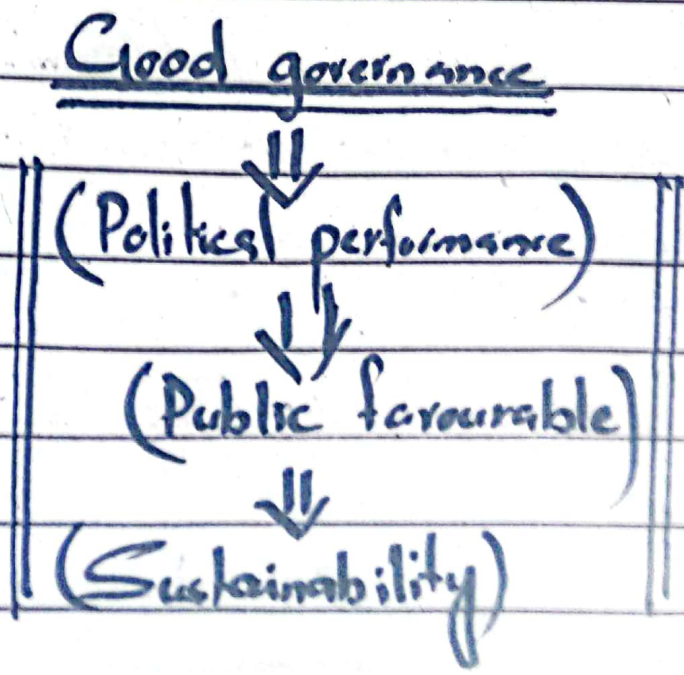 Good governance
⇓
(Political performance)
⇓
(Public favourable)
⇓
(Sustainability)